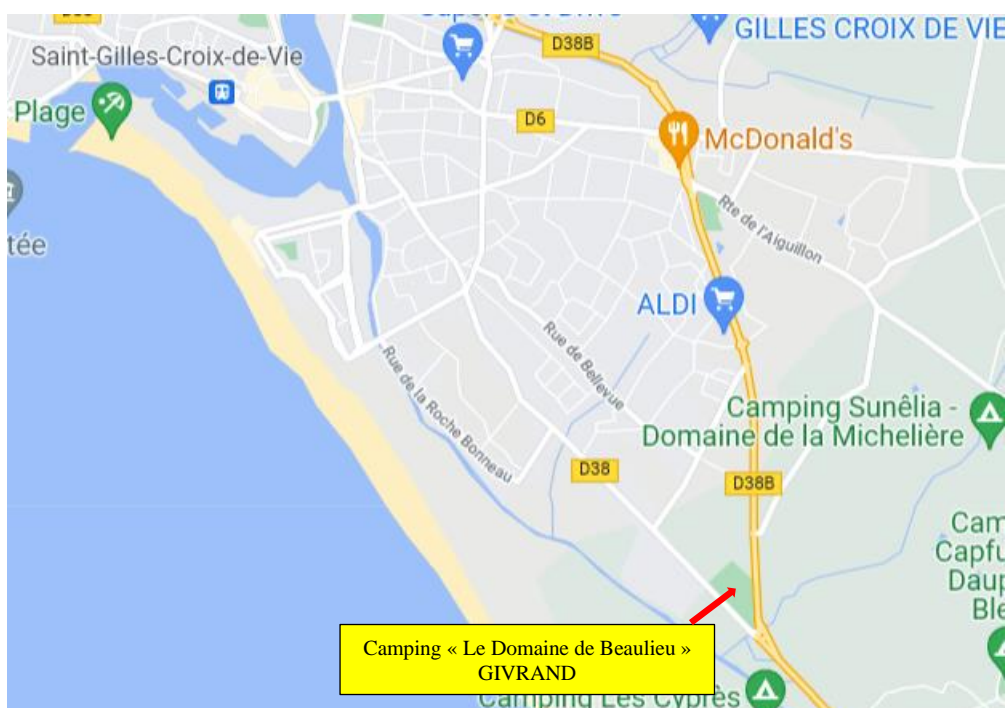 D38B
GILLES CROIX DE VIE
Saint-Gilles-Croix-de-Vie
Plage
D6
McDonald's
Rte de l'Aiguillon
tée
ALDI
Rue de Bellevue
Rue de la Roche Bonneau
Camping Sunêlia -
Domaine de la Michelière
D38
D38B
Cam
Capfu
Daup
Ble
Camping « Le Domaine de Beaulieu »
GIVRAND
Camping Les Cyprès